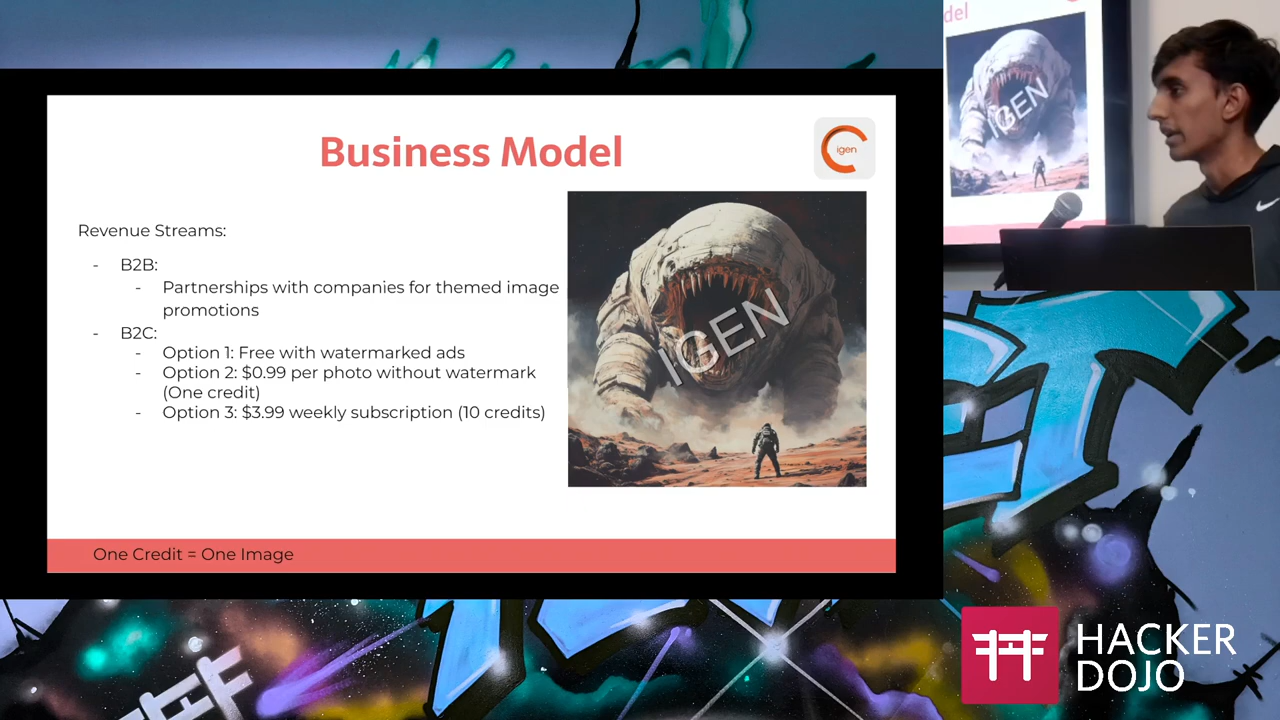 Business Model
igen
Revenue Streams:
- B2B:
- Partnerships with companies for themed image
promotions
- B2C:
- Option 1: Free with watermarked ads
- Option 2: $0.99 per photo without watermark
(One credit)
- Option 3: $3.99 weekly subscription (10 credits)
IGEN
One Credit = One Image
del
IGEN
HACKER
DOJO